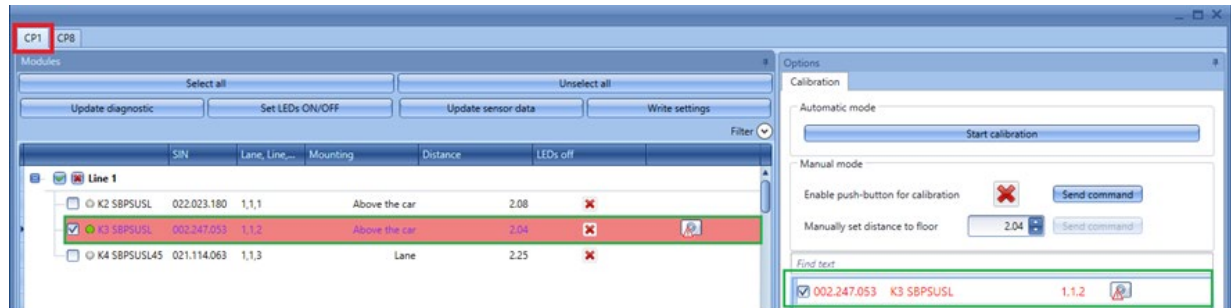 CP1 CP8
Modules
Select all Unselect all
Update diagnostic Set LEDs ON/OFF Update sensor data Write settings
Filter
SIN Lane, Line,... Mounting Distance LEDs off
Line 1
K2 SBPSUSL 022.023.180 1,1,1 Above the car 2.08
K3 SBPSUSL 002.247.053 1,1,2 Above the car 2.04
K4 SBPSUSL45 021.114.063 1,1,3 Lane 2.25
Options
Calibration
Automatic mode
Start calibration
Manual mode
Enable push-button for calibration Send command
Manually set distance to floor 2.04 Send command
Find text
002.247.053 K3 SBPSUSL 1.1.2